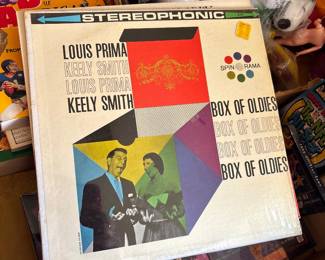 STEREOPHONIC
LOUIS PRIMA
KEELY SMITH
LOUIS PRIMA
KEELY SMITH
SPIN O RAMA
BOX OF OLDIES
BOX OF OLDIES
BOX OF OLDIES
BOX OF OLDIES